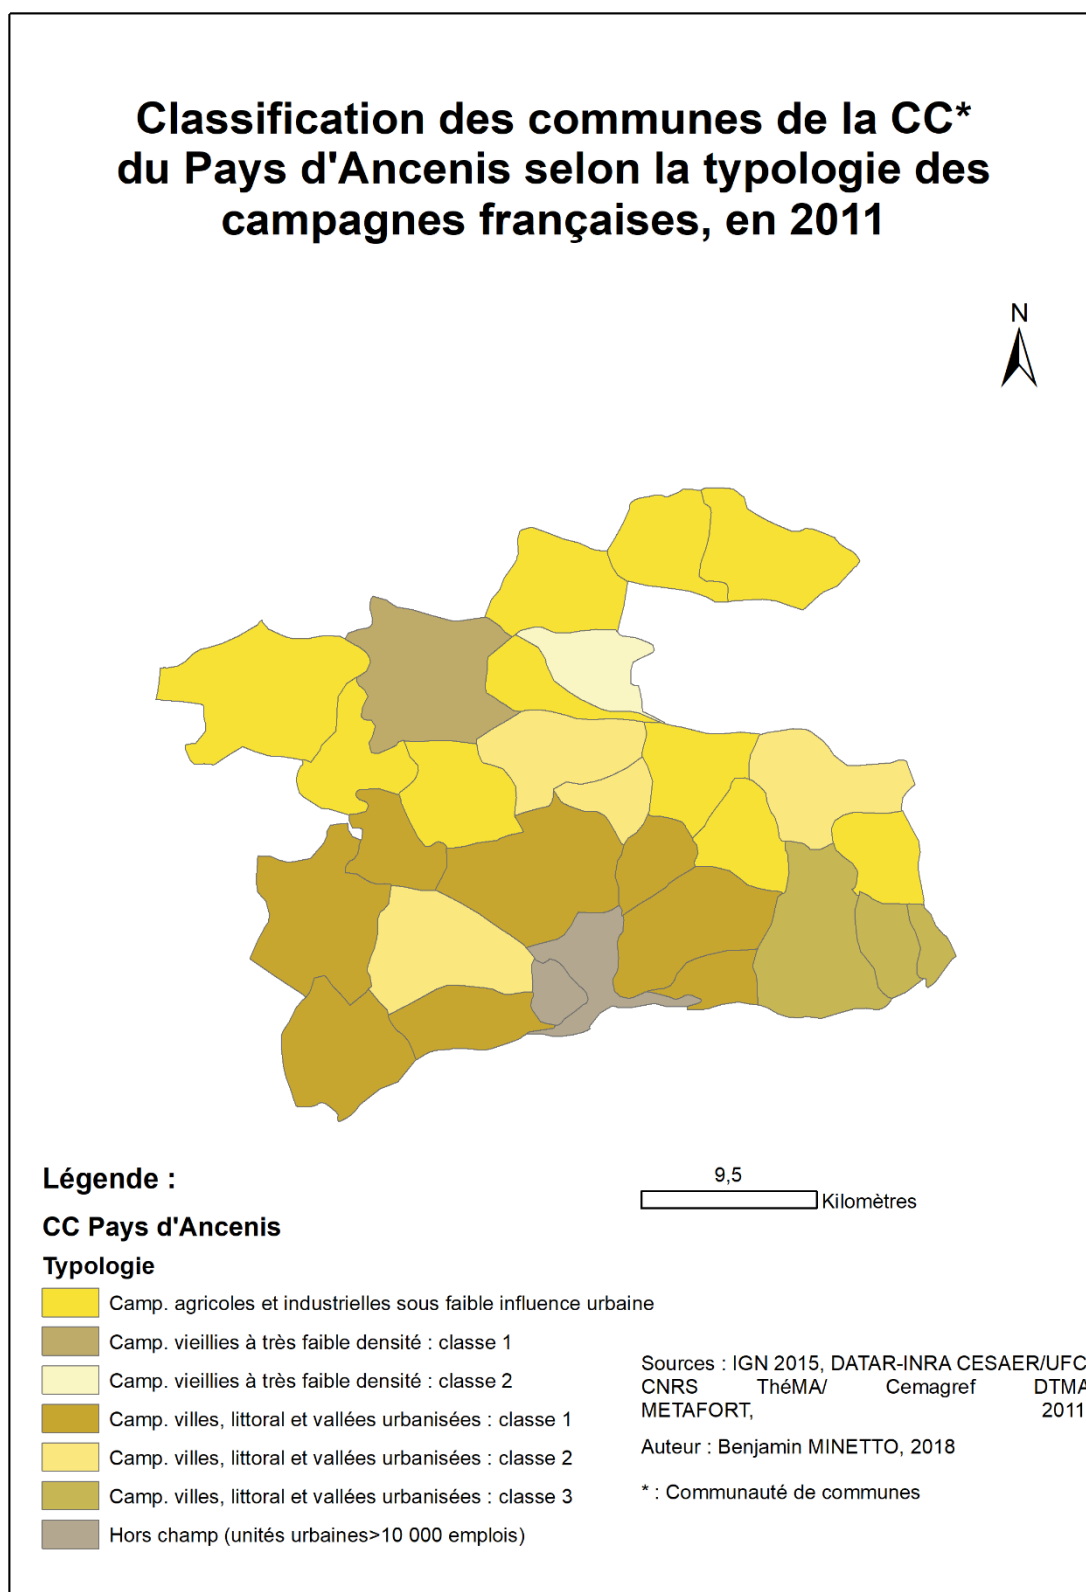 Classification des communes de la CC*
du Pays d'Ancenis selon la typologie des
campagnes françaises, en 2011
N
Légende :
CC Pays d'Ancenis
Typologie
Camp. agricoles et industrielles sous faible influence urbaine
Camp. vieillies à très faible densité : classe 1
Camp. vieillies à très faible densité : classe 2
Camp. villes, littoral et vallées urbanisées : classe 1
Camp. villes, littoral et vallées urbanisées : classe 2
Camp. villes, littoral et vallées urbanisées : classe 3
Hors champ (unités urbaines>10 000 emplois)
9,5
Kilomètres
Sources : IGN 2015, DATAR-INRA CESAER/UFC
CNRS ThéMA/ Cemagref DTMA
METAFORT, 2011
Auteur : Benjamin MINETTO, 2018
* : Communauté de communes